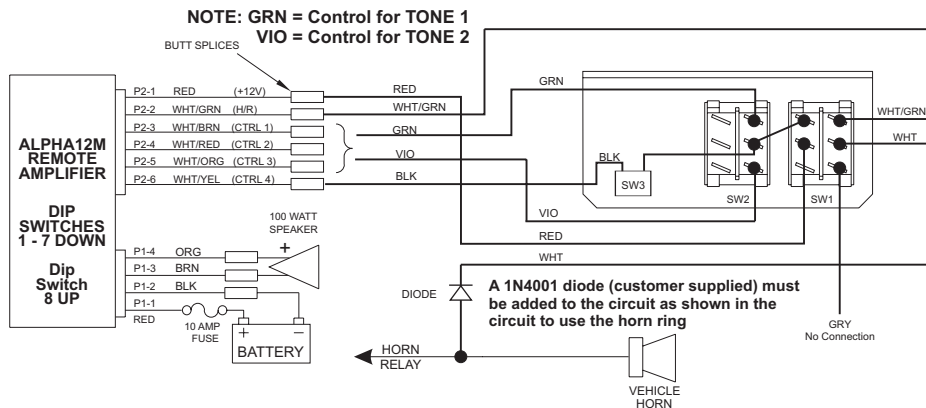 NOTE: GRN = Control for TONE 1
VIO = Control for TONE 2
BUTT SPLICES
ALPHA12M
REMOTE
AMPLIFIER
DIP
SWITCHES
1 - 7 DOWN
Dip
Switch
8 UP
P2-1 RED (+12V)
P2-2 WHT/GRN (H/R)
P2-3 WHT/BRN (CTRL 1)
P2-4 WHT/RED (CTRL 2)
P2-5 WHT/ORG (CTRL 3)
P2-6 WHT/YEL (CTRL 4)
RED
WHT/GRN
GRN
VIO
BLK
GRN
BLK
SW3
SW2
SW1
WHT/GRN
WHT
VIO
RED
WHT
100 WATT
SPEAKER
+
P1-4 ORG
P1-3 BRN
P1-2 BLK
P1-1
RED
10 AMP
FUSE
+ –
BATTERY
DIODE
A 1N4001 diode (customer supplied) must
be added to the circuit as shown in the
circuit to use the horn ring
GRY
No Connection
HORN
RELAY
VEHICLE
HORN